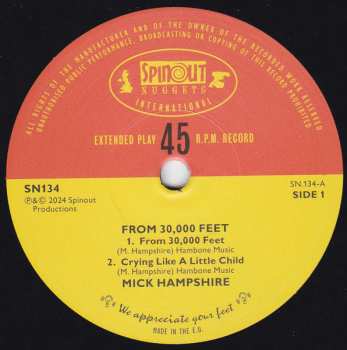 ALL RIGHTS OF THE MANUFACTURER AND OF THE OWNER OF THE RECORDED WORK RESERVED
UNAUTHORISED PUBLIC PERFORMANCE, BROADCASTING OR COPYING OF THIS RECORD PROHIBITED
SPINOUT
NUGGETS
INTERNATIONAL
EXTENDED PLAY 45 R.P.M. RECORD
SN134
SN.134-A
℗&© 2024 Spinout
SIDE 1
Productions
FROM 30,000 FEET
1. From 30,000 Feet
(M. Hampshire) Hambone Music
2. Crying Like A Little Child
(M. Hampshire) Hambone Music
MICK HAMPSHIRE
We appreciate your feet
MADE IN THE E.U.